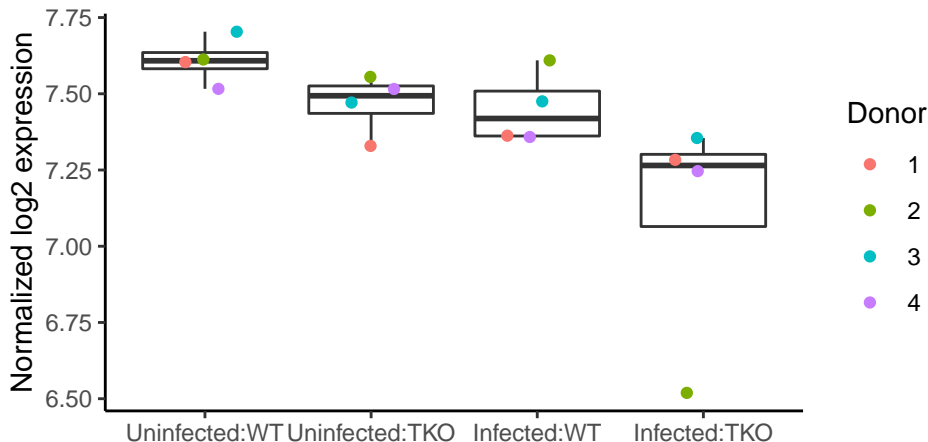 Normalized log2 expression
7.75
7.50
7.25
7.00
6.75
6.50
Uninfected:WT
Uninfected:TKO
Infected:WT
Infected:TKO
Donor
1
2
3
4